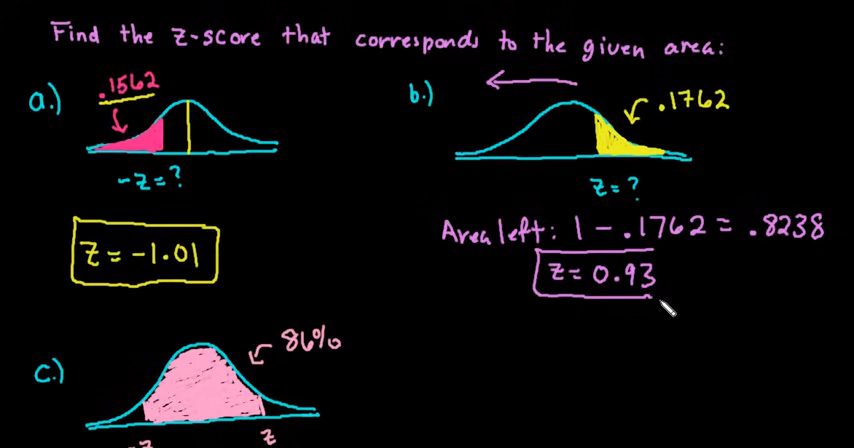 Find the z-score that corresponds to the given area:
a.)
.1562
-z = ?
z = -1.01
b.)
.1762
z = ?
Area left: 1 - .1762 = .8238
z = 0.93
c.)
86%
-z
z